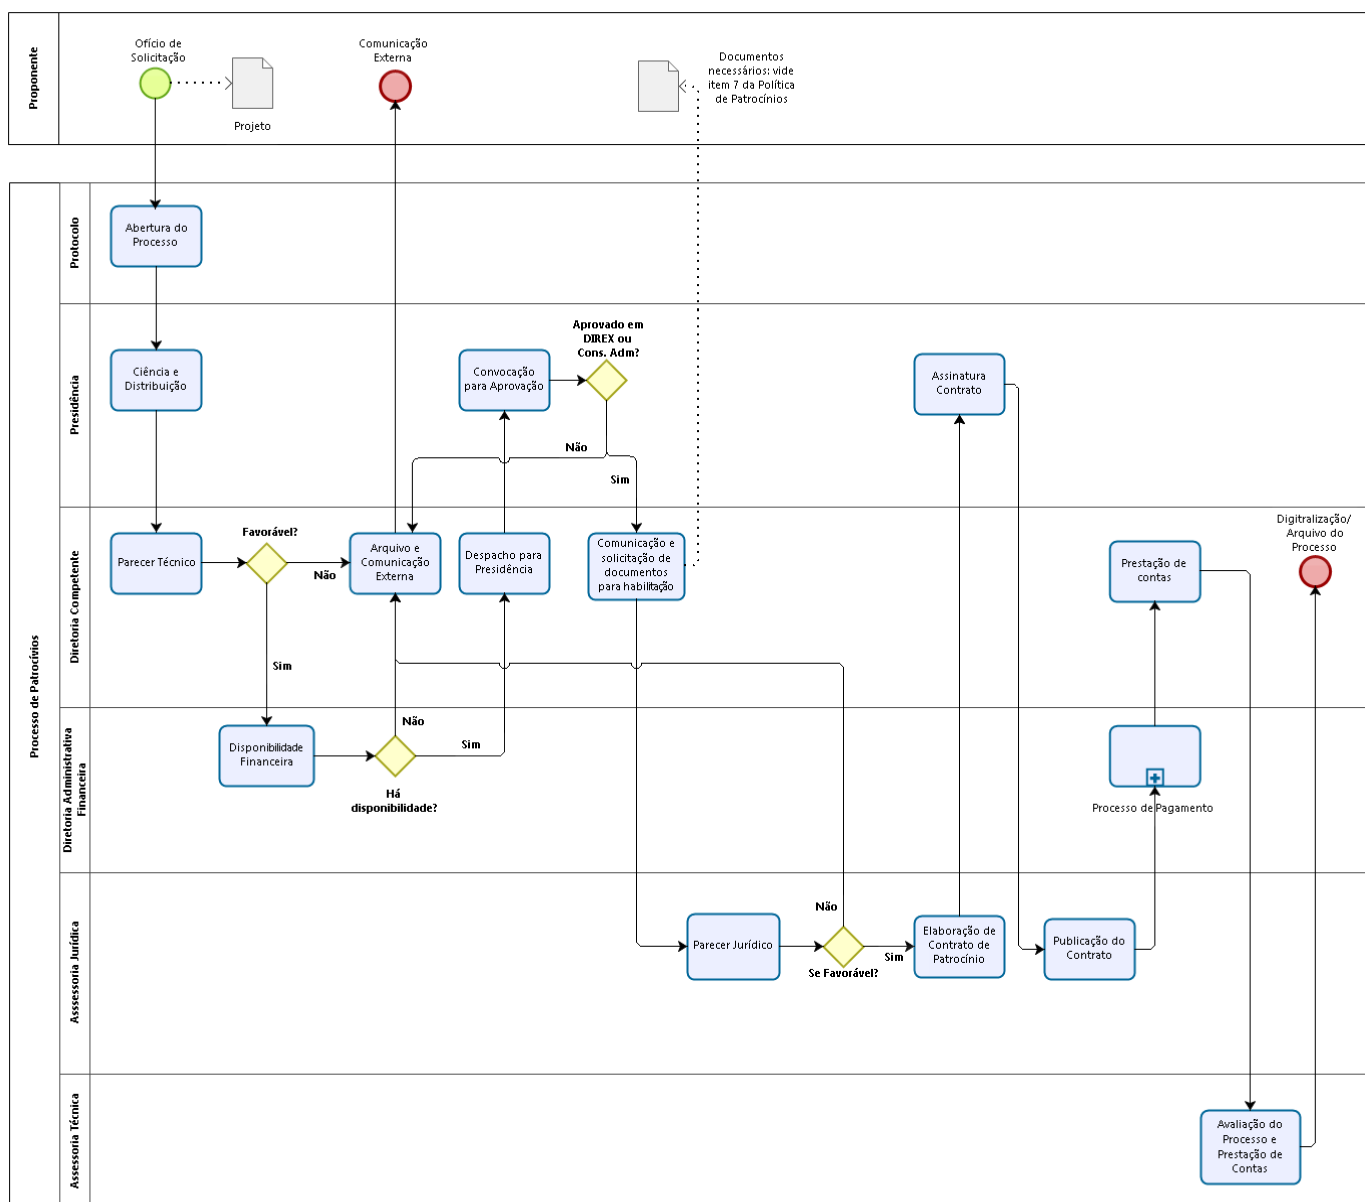 Proponente
Ofício de
Solicitação
Projeto
Comunicação
Externa
Documentos
necessários: vide
item 7 da Política
de Patrocínios
Processo de Patrocívios
Protocolo
Abertura do
Processo
Presidência
Ciência e
Distribuição
Convocação
para Aprovação
Aprovado em
DIREX ou
Cons. Adm?
Não
Sim
Assinatura
Contrato
Diretoria Competente
Parecer Técnico
Favorável?
Não
Sim
Arquivo e
Comunicação
Externa
Despacho para
Presidência
Comunicação e
solicitação de
documentos
para habilitação
Prestação de
contas
Digitralização/
Arquivo do
Processo
Diretoria Administrativa
Financeira
Disponibilidade
Financeira
Não
Sim
Há
disponibilidade?
Processo de Pagamento
Asssessoria Jurídica
Parecer Jurídico
Não
Se Favorável?
Sim
Elaboração de
Contrato de
Patrocínio
Publicação do
Contrato
Assessoria Técnica
Avaliação do
Processo e
Prestação de
Contas